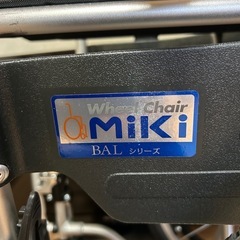 Wheel Chair
MiKi
BAL シリーズ